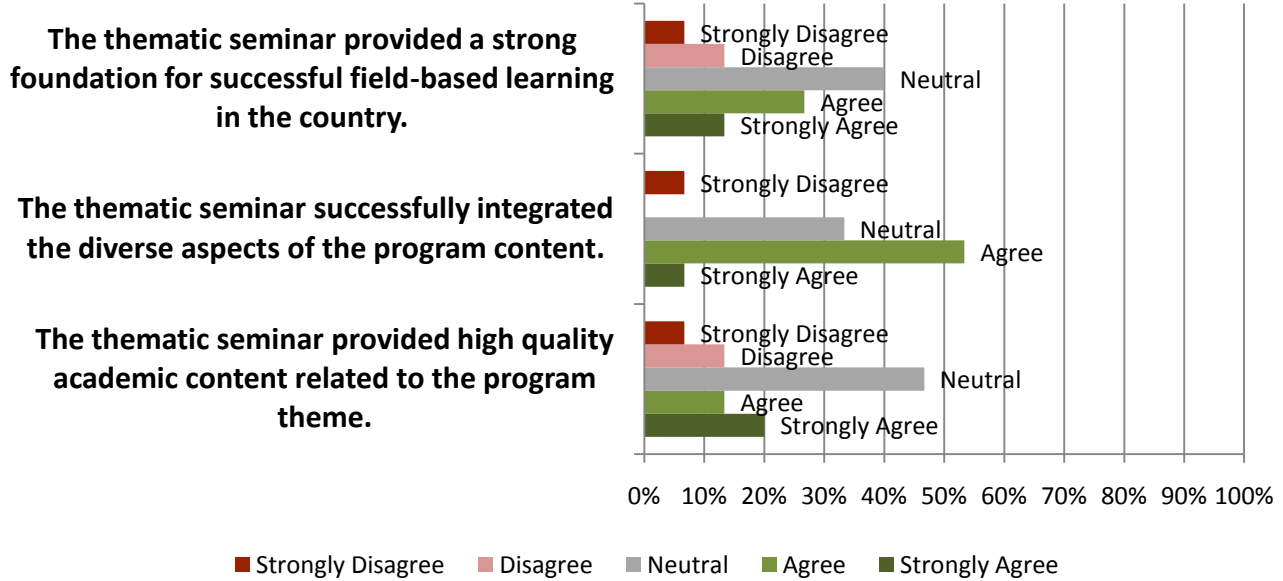 The thematic seminar provided a strong
foundation for successful field-based learning
in the country.
Strongly Disagree
Disagree
Neutral
Agree
Strongly Agree
The thematic seminar successfully integrated
the diverse aspects of the program content.
Strongly Disagree
Neutral
Agree
Strongly Agree
The thematic seminar provided high quality
academic content related to the program
theme.
Strongly Disagree
Disagree
Neutral
Agree
Strongly Agree
0% 10% 20% 30% 40% 50% 60% 70% 80% 90% 100%
Strongly Disagree Disagree Neutral Agree Strongly Agree